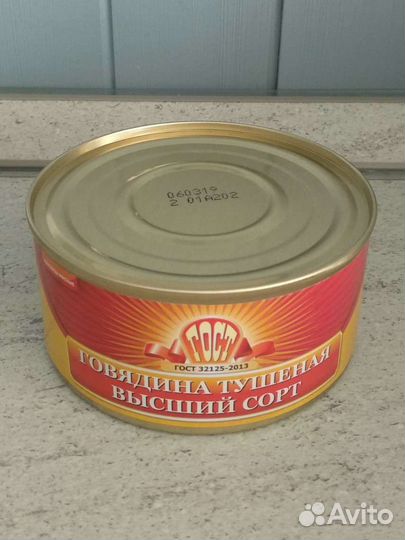 060319
2 01А202
ГОСТ
ГОСТ 32125-2013
ГОВЯДИНА ТУШЕНАЯ
ВЫСШИЙ СОРТ
Avito